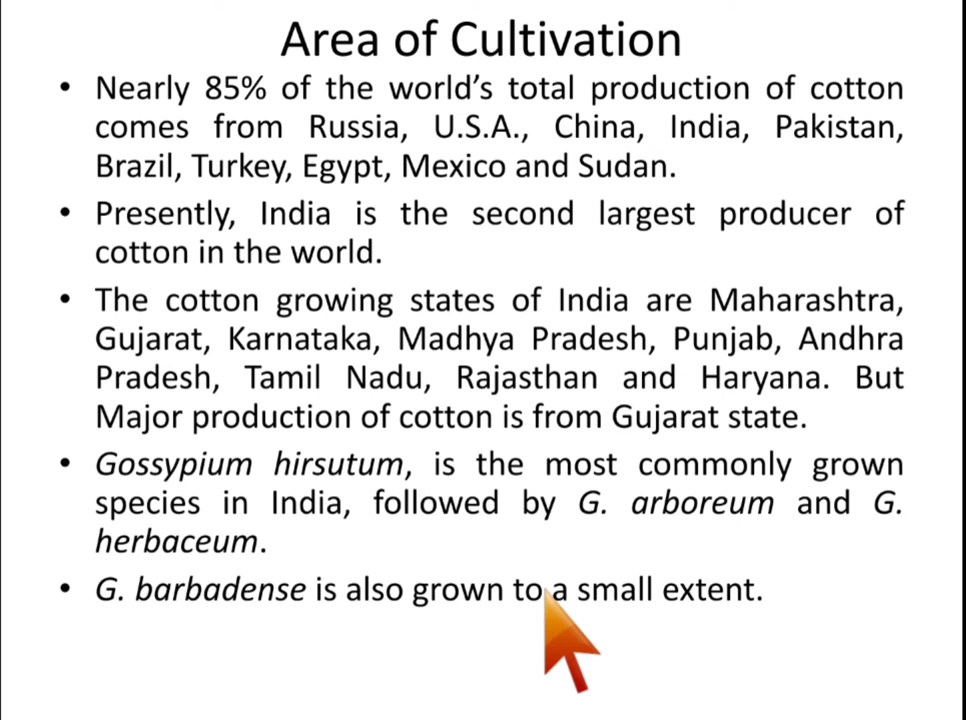 Area of Cultivation
• Nearly 85% of the world’s total production of cotton
comes from Russia, U.S.A., China, India, Pakistan,
Brazil, Turkey, Egypt, Mexico and Sudan.
• Presently, India is the second largest producer of
cotton in the world.
• The cotton growing states of India are Maharashtra,
Gujarat, Karnataka, Madhya Pradesh, Punjab, Andhra
Pradesh, Tamil Nadu, Rajasthan and Haryana. But
Major production of cotton is from Gujarat state.
• Gossypium hirsutum, is the most commonly grown
species in India, followed by G. arboreum and G.
herbaceum.
• G. barbadense is also grown to a small extent.